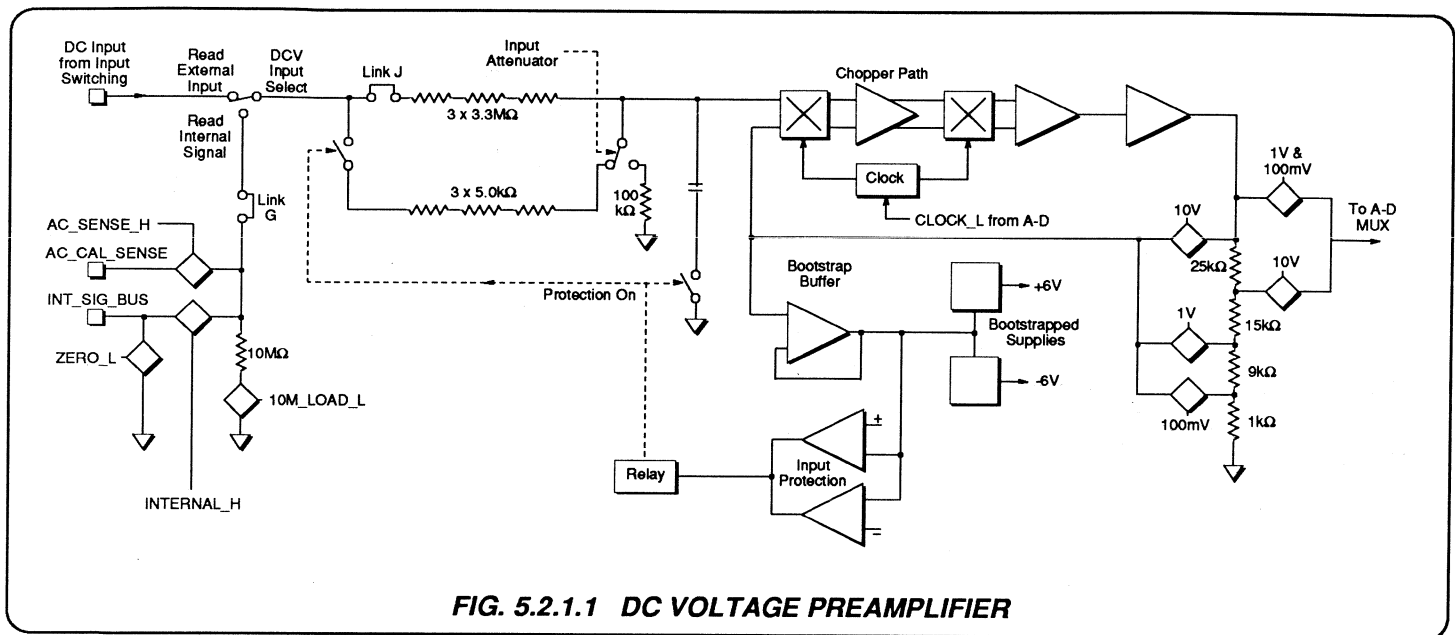 DC Input
from Input
Switching
Read
External
Input
DCV
Input
Select
Link J
Input
Attenuator
Chopper Path
3 x 3.3MΩ
Read
Internal
Signal
Link
G
3 x 5.0kΩ
100
kΩ
Clock
CLOCK_L from A-D
1V &
100mV
To A-D
MUX
10V
25kΩ
10V
15kΩ
1V
9kΩ
100mV
1kΩ
AC_SENSE_H
AC_CAL_SENSE
INT_SIG_BUS
ZERO_L
10MΩ
10M_LOAD_L
INTERNAL_H
Protection On
Bootstrap
Buffer
+6V
Bootstrapped
Supplies
-6V
+
Input
Protection
=
Relay
FIG. 5.2.1.1 DC VOLTAGE PREAMPLIFIER